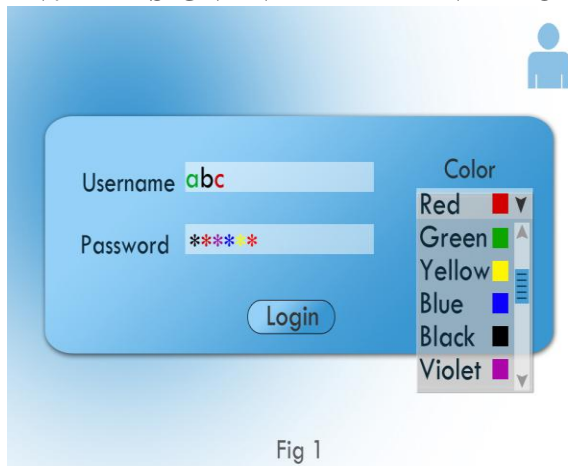 Username abc
Password ******
Login
Color
Red
Green
Yellow
Blue
Black
Violet
Fig 1